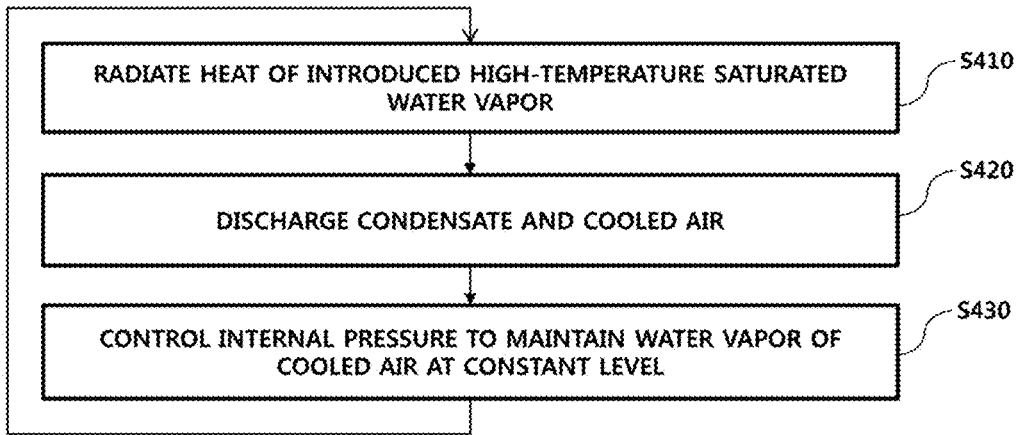 RADIATE HEAT OF INTRODUCED HIGH-TEMPERATURE SATURATED
WATER VAPOR
S410
DISCHARGE CONDENSATE AND COOLED AIR
S420
CONTROL INTERNAL PRESSURE TO MAINTAIN WATER VAPOR OF
COOLED AIR AT CONSTANT LEVEL
S430